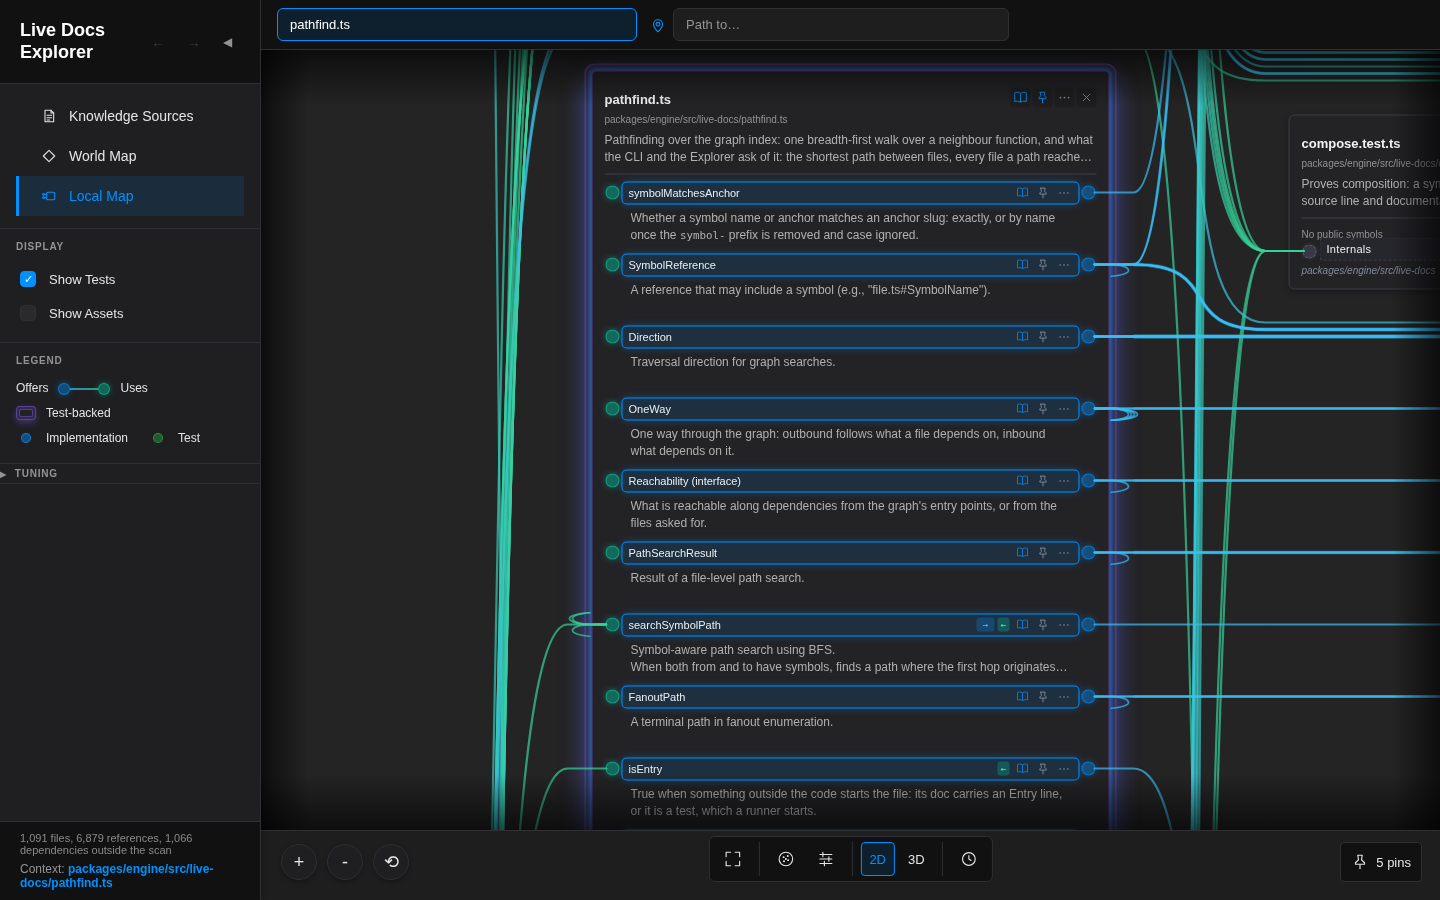 Live Docs
Explorer
← → ◀
pathfind.ts
Path to…
Knowledge Sources
World Map
Local Map
DISPLAY
✓ Show Tests
Show Assets
LEGEND
Offers Uses
Test-backed
Implementation Test
▶ TUNING
1,091 files, 6,879 references, 1,066
dependencies outside the scan
Context: packages/engine/src/live-
docs/pathfind.ts
pathfind.ts
packages/engine/src/live-docs/pathfind.ts
Pathfinding over the graph index: one breadth-first walk over a neighbour function, and what
the CLI and the Explorer ask of it: the shortest path between files, every file a path reache…
symbolMatchesAnchor
Whether a symbol name or anchor matches an anchor slug: exactly, or by name
once the symbol- prefix is removed and case ignored.
SymbolReference
A reference that may include a symbol (e.g., "file.ts#SymbolName").
Direction
Traversal direction for graph searches.
OneWay
One way through the graph: outbound follows what a file depends on, inbound
what depends on it.
Reachability (interface)
What is reachable along dependencies from the graph's entry points, or from the
files asked for.
PathSearchResult
Result of a file-level path search.
searchSymbolPath → ←
Symbol-aware path search using BFS.
When both from and to have symbols, finds a path where the first hop originates…
FanoutPath
A terminal path in fanout enumeration.
isEntry ←
True when something outside the code starts the file: its doc carries an Entry line,
or it is a test, which a runner starts.
compose.test.ts
packages/engine/src/live-docs/
Proves composition: a sym
source line and document
No public symbols
Internals
packages/engine/src/live-docs
+ - ⟲
2D 3D
5 pins